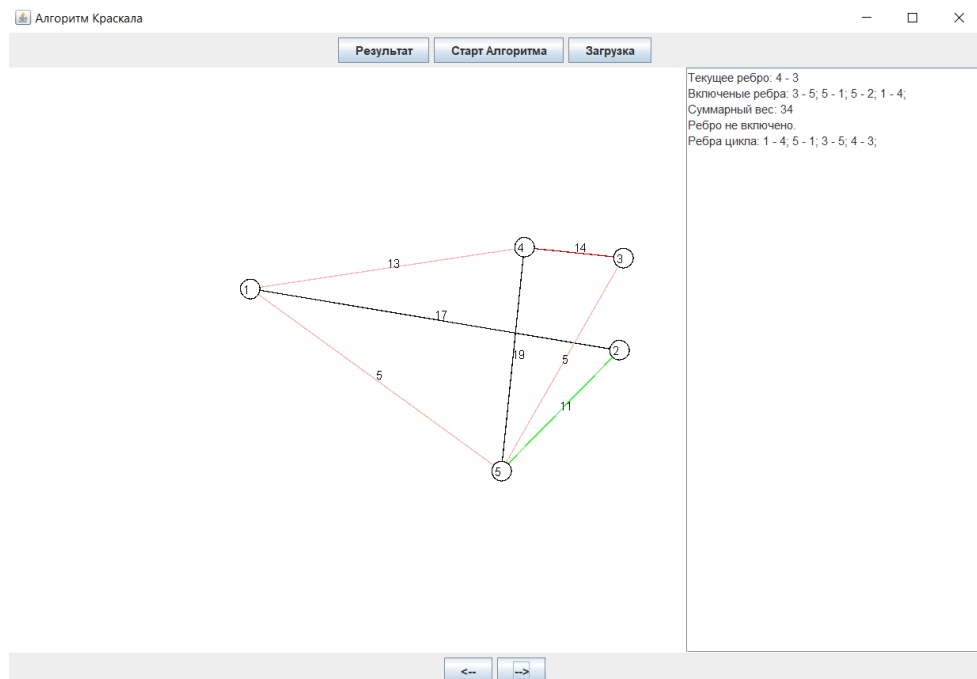 Алгоритм Краскала
Результат Старт Алгоритма Загрузка
Текущее ребро: 4 - 3
Включеные ребра: 3 - 5; 5 - 1; 5 - 2; 1 - 4;
Суммарный вес: 34
Ребро не включено.
Ребра цикла: 1 - 4; 5 - 1; 3 - 5; 4 - 3;
4
14
3
13
1
17
2
19
5
5
11
5
<-- -->